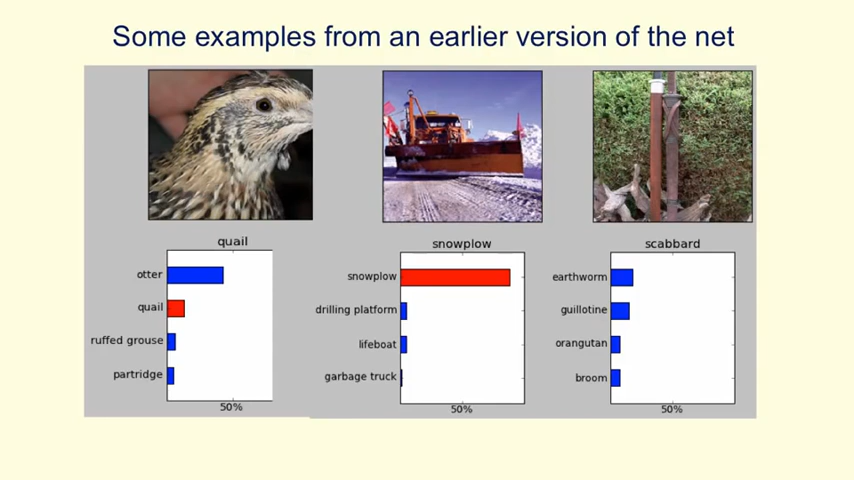 Some examples from an earlier version of the net
quail
otter
quail
ruffed grouse
partridge
50%
snowplow
snowplow
drilling platform
lifeboat
garbage truck
50%
scabbard
earthworm
guillotine
orangutan
broom
50%